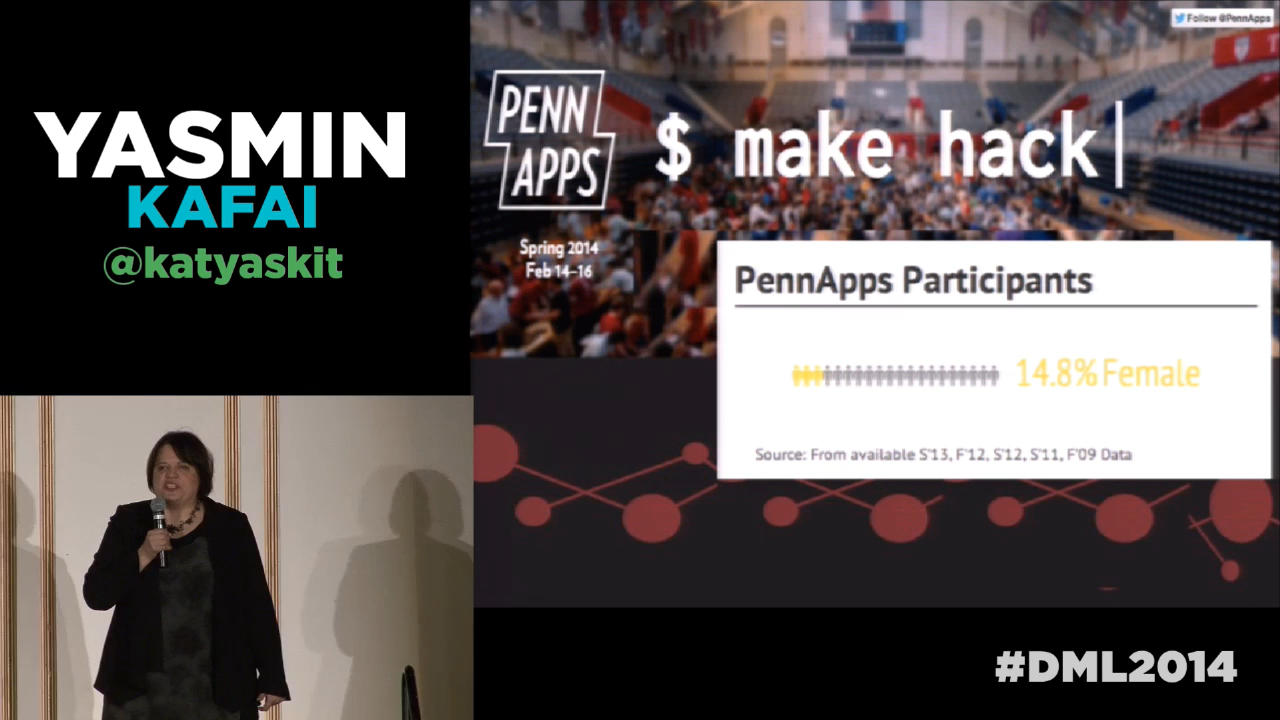 YASMIN
KAFAI
@katyaskit
Follow @PennApps
PENN
APPS
$ make hack|
Spring 2014
Feb 14–16
PennApps Participants
14.8% Female
Source: From available S'13, F'12, S'12, S'11, F'09 Data
#DML2014